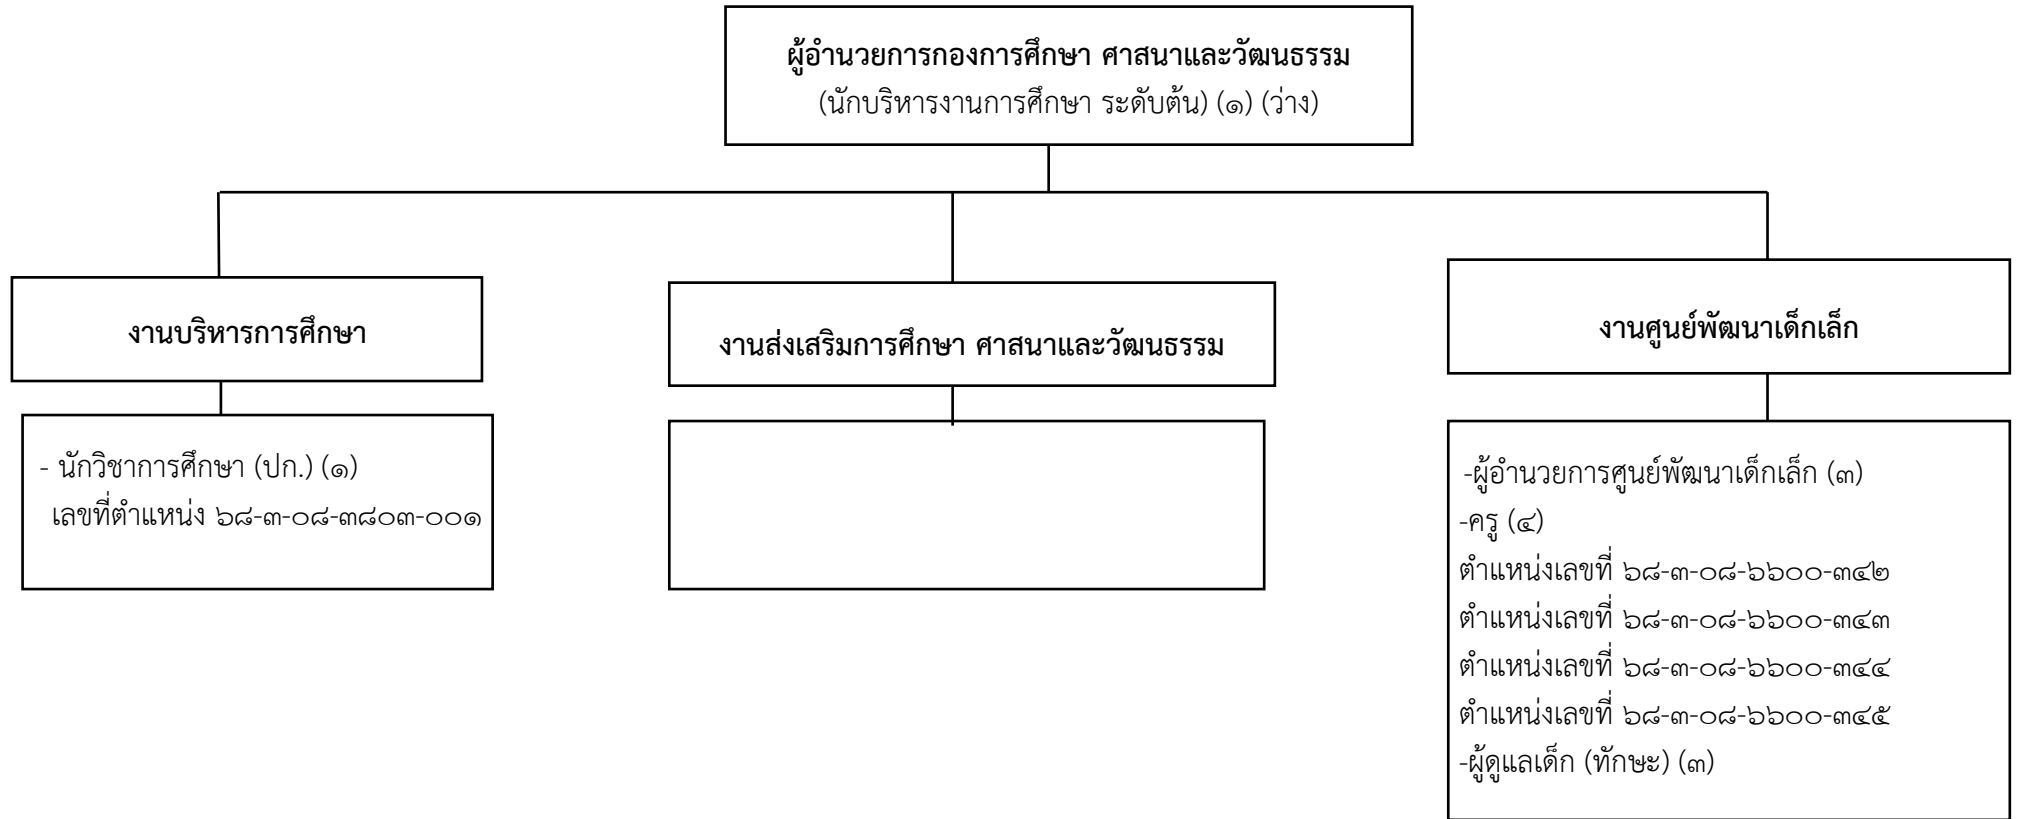 ผู้อำนวยการกองการศึกษา ศาสนาและวัฒนธรรม
(นักบริหารงานการศึกษา ระดับต้น) (๑) (ว่าง)
งานบริหารการศึกษา
งานส่งเสริมการศึกษา ศาสนาและวัฒนธรรม
งานศูนย์พัฒนาเด็กเล็ก
- นักวิชาการศึกษา (ปก.) (๑)
เลขที่ตำแหน่ง ๖๘-๓-๐๘-๓๘๐๓-๐๐๑
-ผู้อำนวยการศูนย์พัฒนาเด็กเล็ก (๓)
-ครู (๔)
ตำแหน่งเลขที่ ๖๘-๓-๐๘-๖๖๐๐-๓๔๒
ตำแหน่งเลขที่ ๖๘-๓-๐๘-๖๖๐๐-๓๔๓
ตำแหน่งเลขที่ ๖๘-๓-๐๘-๖๖๐๐-๓๔๔
ตำแหน่งเลขที่ ๖๘-๓-๐๘-๖๖๐๐-๓๔๕
-ผู้ดูแลเด็ก (ทักษะ) (๓)